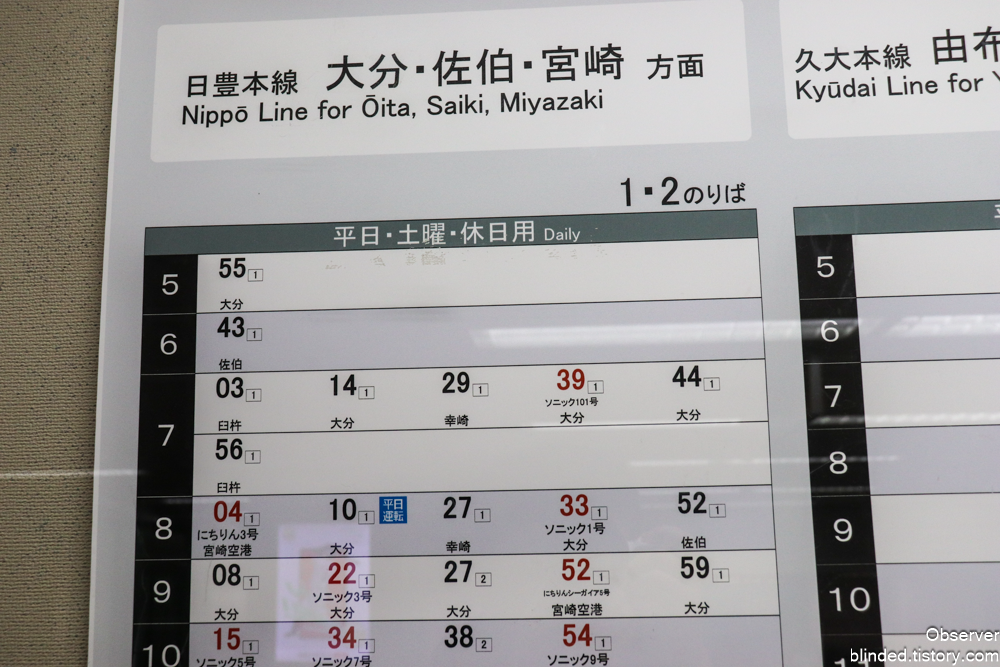 日豊本線 大分・佐伯・宮崎 方面
Nippō Line for Ōita, Saiki, Miyazaki
久大本線 由布
Kyūdai Line for Y
1・2のりば
平日・土曜・休日用 Daily
5
55 1
大分
6
43 1
佐伯
7
03 1 14 1 29 1 39 1 44 1
ソニック101号
臼杵 大分 幸崎 大分 大分
56 1
臼杵
8
04 1 10 1 平日運転 27 1 33 1 52 1
にちりん3号 ソニック1号
宮崎空港 大分 幸崎 大分 佐伯
9
08 1 22 1 27 2 52 1 59 1
ソニック3号 にちりんシーガイア5号
大分 大分 大分 宮崎空港 大分
10
15 1 34 1 38 2 54 1
ソニック5号 ソニック7号 ソニック9号
5
6
7
8
9
10
Observer
blinded.tistory.com